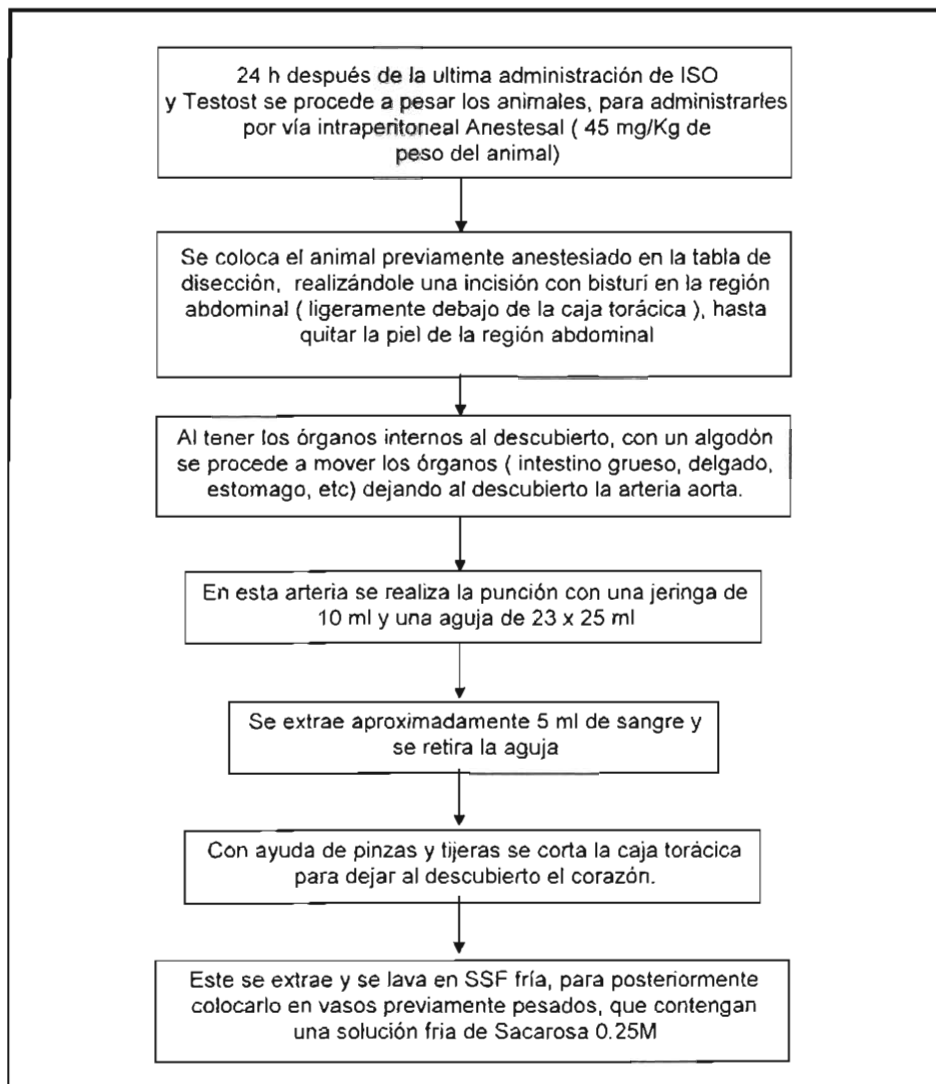 24 h después de la ultima administración de ISO
y Testost se procede a pesar los animales, para administrarles
por vía intraperitoneal Anestesal ( 45 mg/Kg de
peso del animal)
Se coloca el animal previamente anestesiado en la tabla de
disección, realizándole una incisión con bisturí en la región
abdominal ( ligeramente debajo de la caja torácica ), hasta
quitar la piel de la región abdominal
Al tener los órganos internos al descubierto, con un algodón
se procede a mover los órganos ( intestino grueso, delgado,
estomago, etc) dejando al descubierto la arteria aorta.
En esta arteria se realiza la punción con una jeringa de
10 ml y una aguja de 23 x 25 ml
Se extrae aproximadamente 5 ml de sangre y
se retira la aguja
Con ayuda de pinzas y tijeras se corta la caja torácica
para dejar al descubierto el corazón.
Este se extrae y se lava en SSF fría, para posteriormente
colocarlo en vasos previamente pesados, que contengan
una solución fria de Sacarosa 0.25M